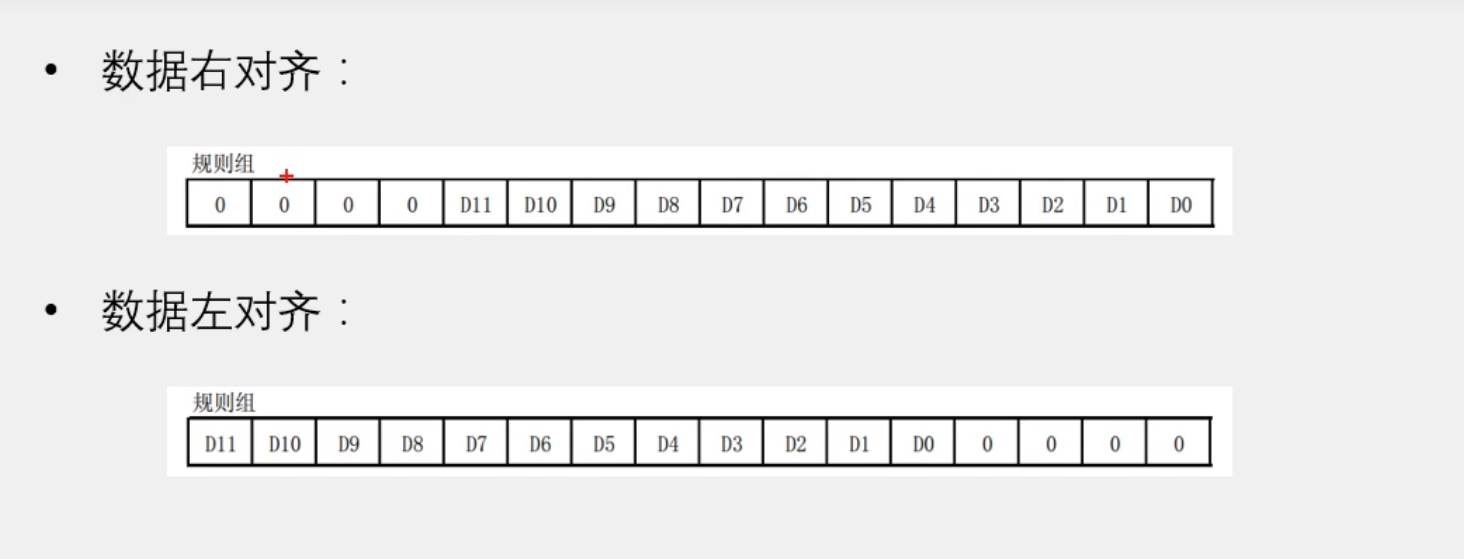 • 数据右对齐：
规则组
0 0 0 0 D11 D10 D9 D8 D7 D6 D5 D4 D3 D2 D1 D0
• 数据左对齐：
规则组
D11 D10 D9 D8 D7 D6 D5 D4 D3 D2 D1 D0 0 0 0 0